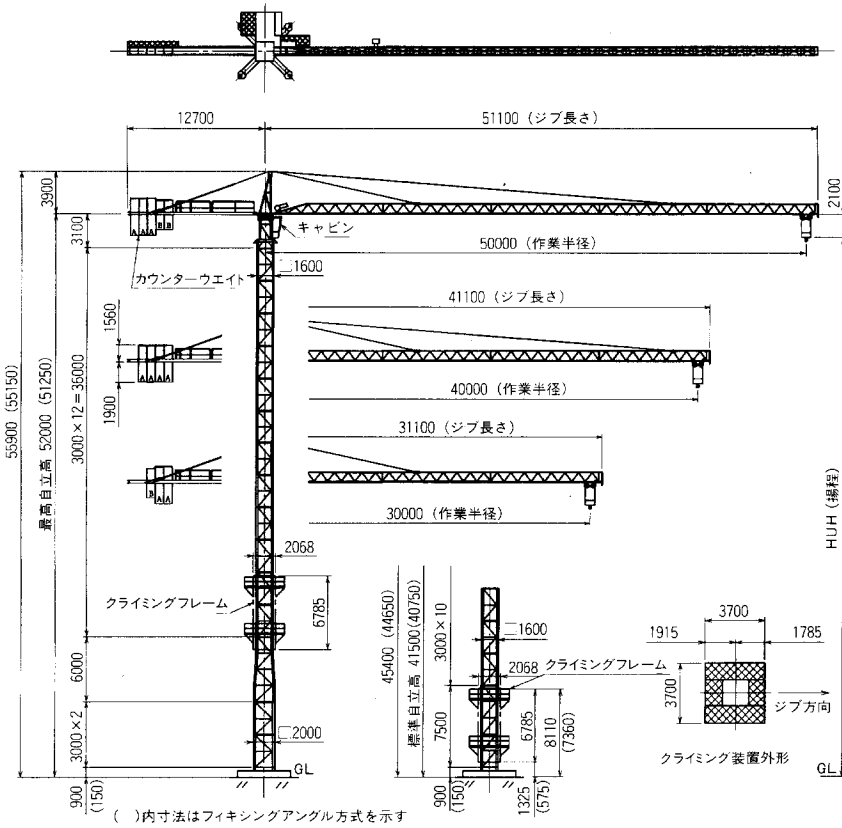 12700
51100 (ジブ長さ)
3900
2100
3100
キャビン
50000 (作業半径)
カウンターウエイト
□1600
41100 (ジブ長さ)
1560
1900
40000 (作業半径)
31100 (ジブ長さ)
30000 (作業半径)
55900 (55150)
最高自立高 52000 (51250)
3000×12=36000
2068
クライミングフレーム
6785
6000
3000×2
□2000
GL
900
(150)
45400 (44650)
標準自立高 41500 (40750)
3000×10
□1600
2068
クライミングフレーム
7500
6785
8110
(7360)
900
(150)
1325
(575)
HUH (揚程)
3700
1915
1785
3700
ジブ方向
クライミング装置外形
GL
A A A B B
A A A A
B A A
( )内寸法はフィキシングアングル方式を示す